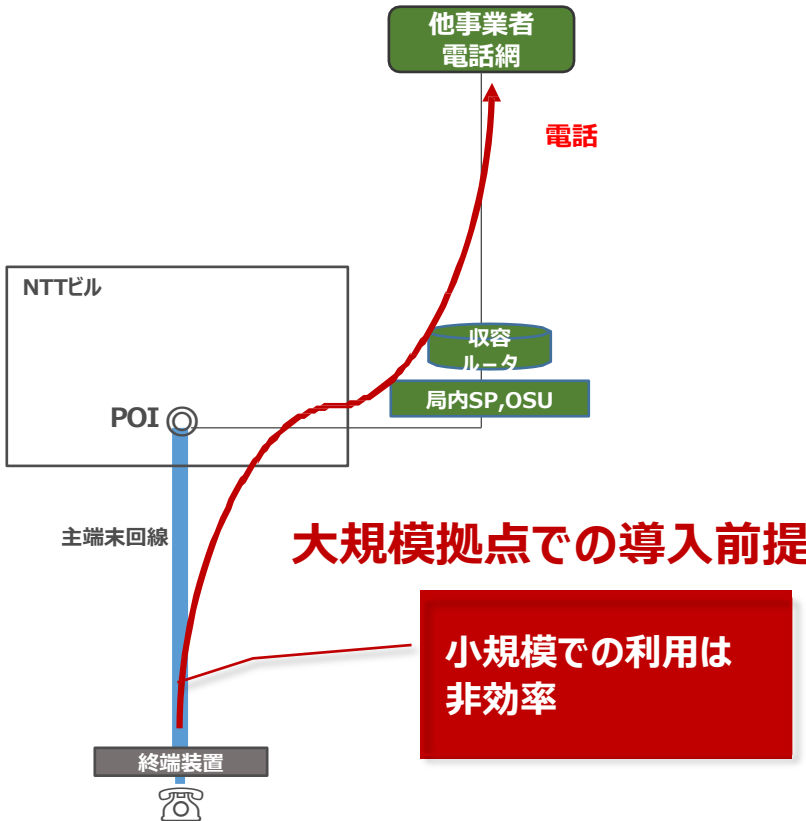 他事業者
電話網
電話
NTTビル
収容
ルータ
局内SP,OSU
POI
主端末回線
大規模拠点での導入前提
小規模での利用は
非効率
終端装置